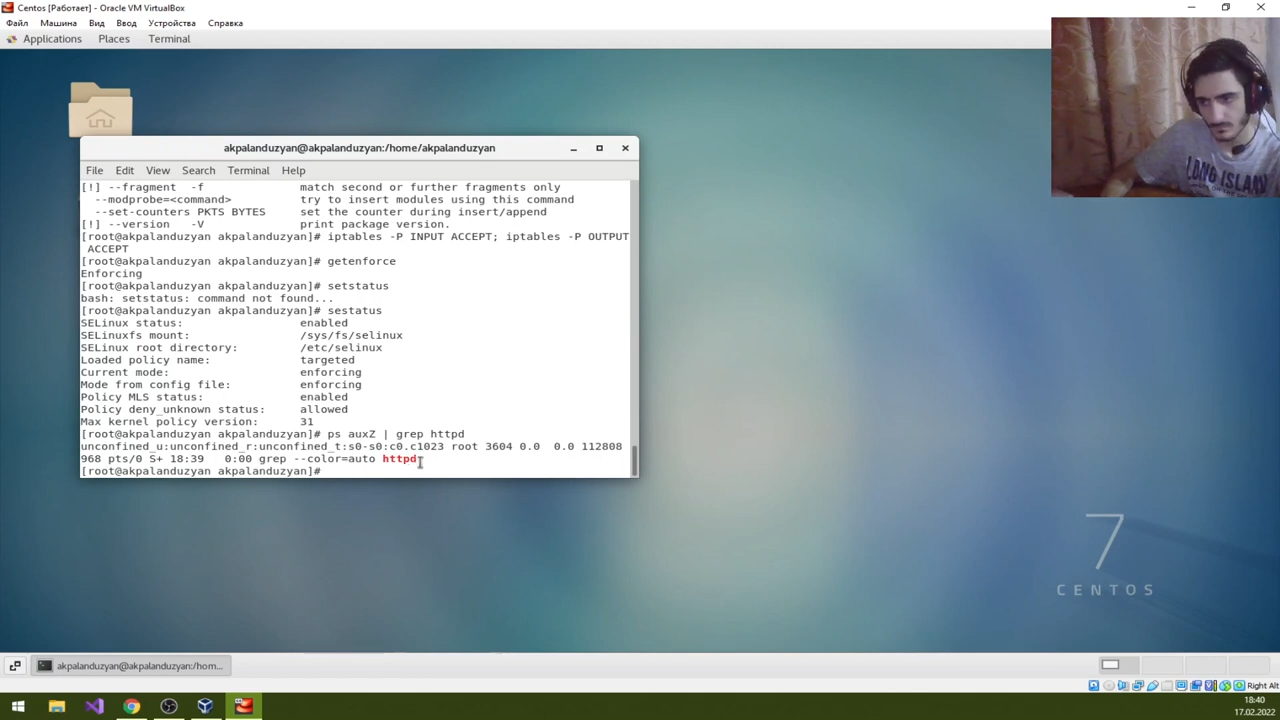 Centos [Работает] - Oracle VM VirtualBox
Файл Машина Вид Ввод Устройства Справка
Applications Places Terminal
LONG ISLAND
akpalanduzyan@akpalanduzyan:/home/akpalanduzyan
File Edit View Search Terminal Help
[!] --fragment  -f              match second or further fragments only
  --modprobe=<command>          try to insert modules using this command
  --set-counters PKTS BYTES     set the counter during insert/append
[!] --version   -V              print package version.
[root@akpalanduzyan akpalanduzyan]# iptables -P INPUT ACCEPT; iptables -P OUTPUT
 ACCEPT
[root@akpalanduzyan akpalanduzyan]# getenforce
Enforcing
[root@akpalanduzyan akpalanduzyan]# setstatus
bash: setstatus: command not found...
[root@akpalanduzyan akpalanduzyan]# sestatus
SELinux status:                 enabled
SELinuxfs mount:                /sys/fs/selinux
SELinux root directory:         /etc/selinux
Loaded policy name:             targeted
Current mode:                   enforcing
Mode from config file:          enforcing
Policy MLS status:              enabled
Policy deny_unknown status:     allowed
Max kernel policy version:      31
[root@akpalanduzyan akpalanduzyan]# ps auxZ | grep httpd
unconfined_u:unconfined_r:unconfined_t:s0-s0:c0.c1023 root 3604 0.0  0.0 112808
968 pts/0 S+ 18:39   0:00 grep --color=auto httpd
[root@akpalanduzyan akpalanduzyan]#
7
CENTOS
akpalanduzyan@akpalanduzyan:/hom...
Right Alt
18:40
17.02.2022